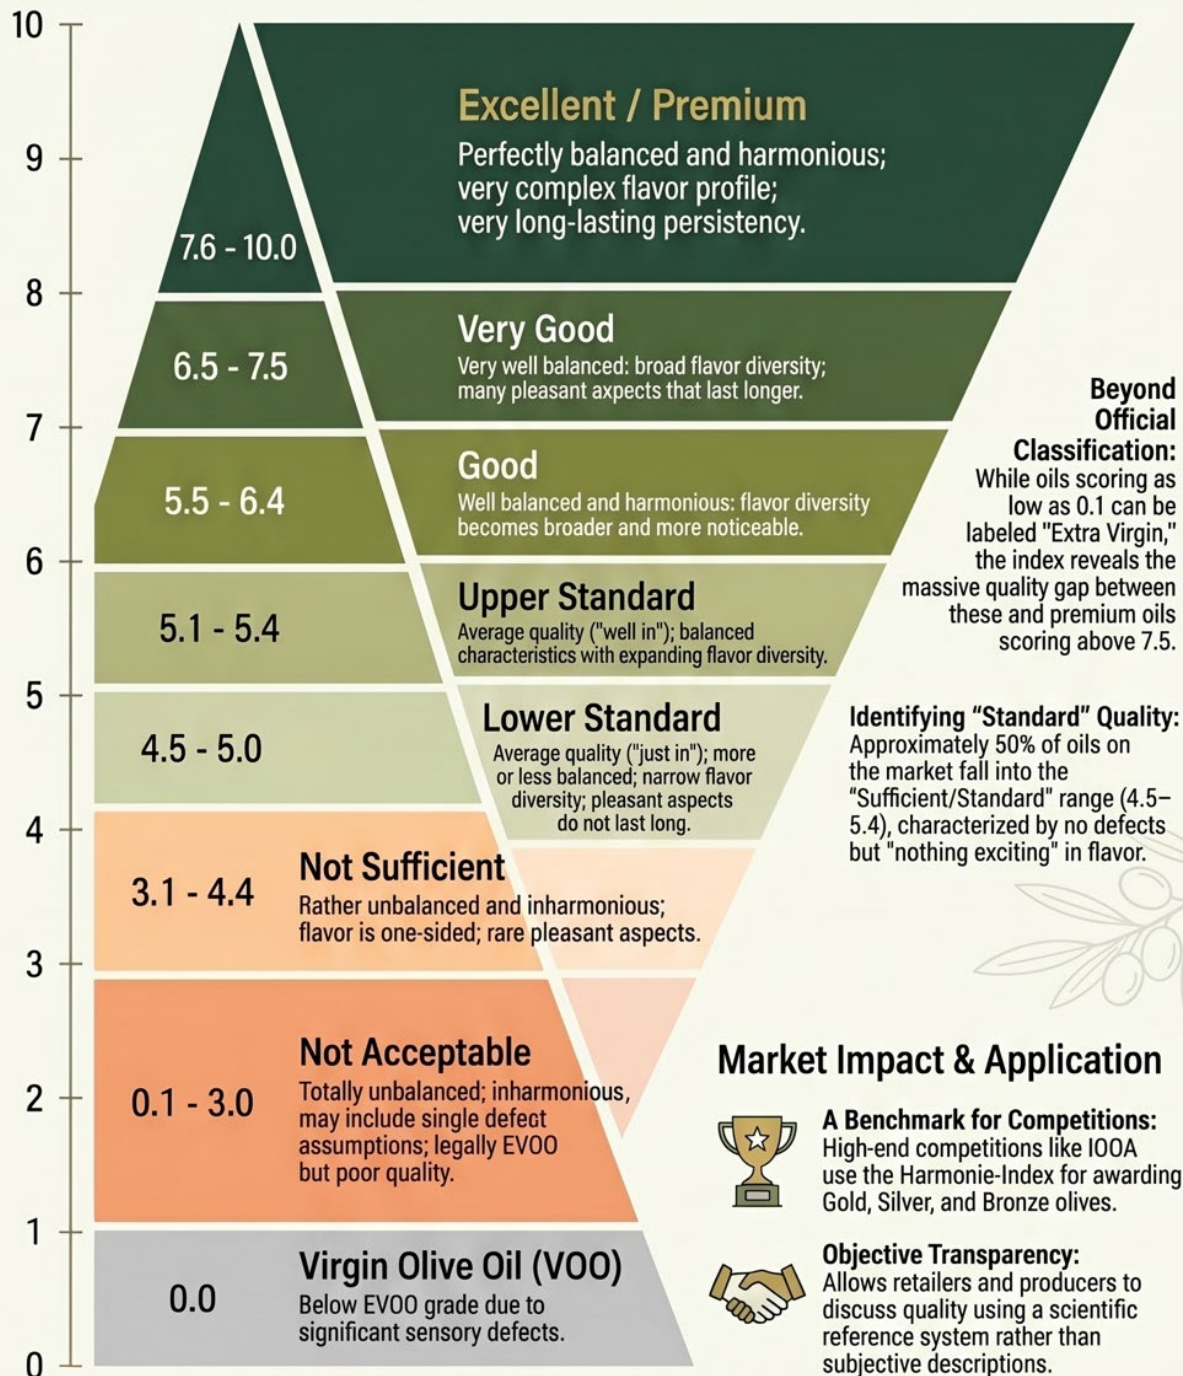 10
9
8
7
6
5
4
3
2
1
0
7.6 - 10.0
Excellent / Premium
Perfectly balanced and harmonious;
very complex flavor profile;
very long-lasting persistency.
6.5 - 7.5
Very Good
Very well balanced: broad flavor diversity;
many pleasant axpects that last longer.
5.5 - 6.4
Good
Well balanced and harmonious: flavor diversity
becomes broader and more noticeable.
5.1 - 5.4
Upper Standard
Average quality ("well in"); balanced
characteristics with expanding flavor diversity.
4.5 - 5.0
Lower Standard
Average quality ("just in"); more
or less balanced; narrow flavor
diversity; pleasant aspects
do not last long.
3.1 - 4.4
Not Sufficient
Rather unbalanced and inharmonious;
flavor is one-sided; rare pleasant aspects.
0.1 - 3.0
Not Acceptable
Totally unbalanced; inharmonious,
may include single defect
assumptions; legally EVOO
but poor quality.
0.0
Virgin Olive Oil (VOO)
Below EVOO grade due to
significant sensory defects.
Beyond
Official
Classification:
While oils scoring as
low as 0.1 can be
labeled "Extra Virgin,"
the index reveals the
massive quality gap between
these and premium oils
scoring above 7.5.
Identifying “Standard” Quality:
Approximately 50% of oils on
the market fall into the
“Sufficient/Standard" range (4.5–
5.4), characterized by no defects
but "nothing exciting" in flavor.
Market Impact & Application
A Benchmark for Competitions:
High-end competitions like IOOA
use the Harmonie-Index for awarding
Gold, Silver, and Bronze olives.
Objective Transparency:
Allows retailers and producers to
discuss quality using a scientific
reference system rather than
subjective descriptions.